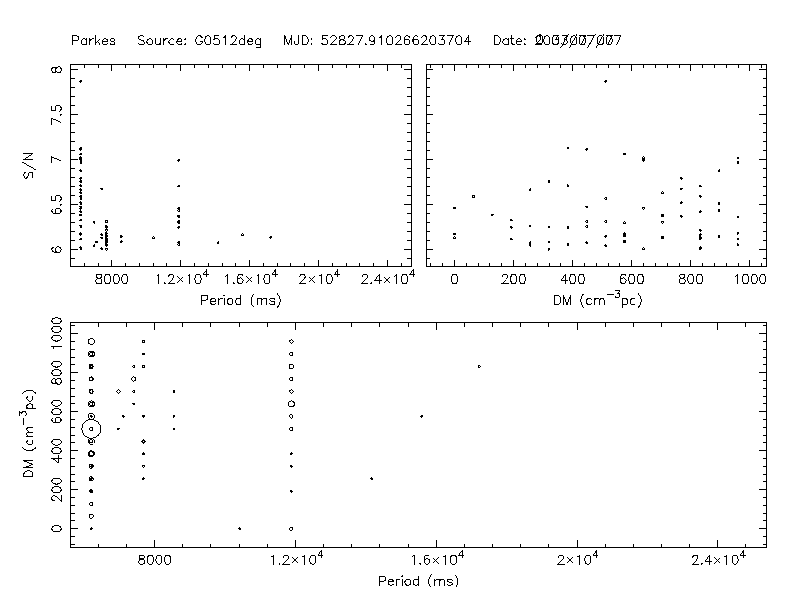 Parkes Source: G0512deg MJD: 52827.910266203704 Date:
8
7.5
7
6.5
6
S/N
8000 1.2×10⁴ 1.6×10⁴ 2×10⁴ 2.4×10⁴
Period (ms)
0 200 400 600 800 1000
DM (cm⁻³pc)
1000
800
600
400
200
0
DM (cm⁻³pc)
8000 1.2×10⁴ 1.6×10⁴ 2×10⁴ 2.4×10⁴
Period (ms)